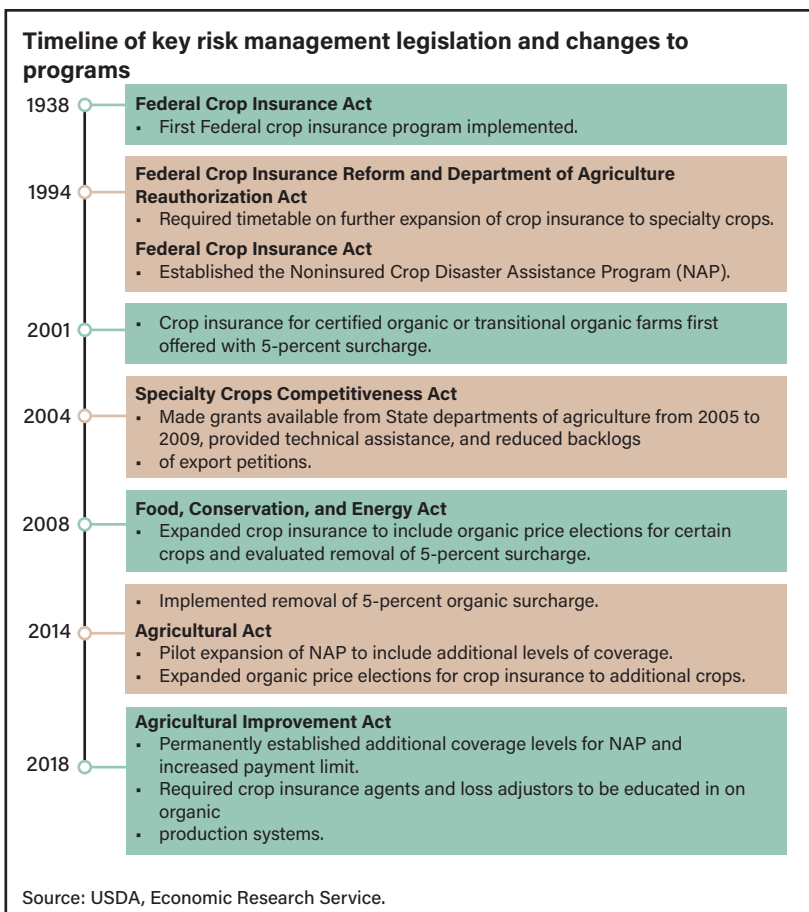 Timeline of key risk management legislation and changes to
programs
1938
Federal Crop Insurance Act
▪ First Federal crop insurance program implemented.
1994
Federal Crop Insurance Reform and Department of Agriculture
Reauthorization Act
▪ Required timetable on further expansion of crop insurance to specialty crops.
Federal Crop Insurance Act
▪ Established the Noninsured Crop Disaster Assistance Program (NAP).
2001
▪ Crop insurance for certified organic or transitional organic farms first
offered with 5-percent surcharge.
2004
Specialty Crops Competitiveness Act
▪ Made grants available from State departments of agriculture from 2005 to
2009, provided technical assistance, and reduced backlogs
▪ of export petitions.
2008
Food, Conservation, and Energy Act
▪ Expanded crop insurance to include organic price elections for certain
crops and evaluated removal of 5-percent surcharge.
2014
▪ Implemented removal of 5-percent organic surcharge.
Agricultural Act
▪ Pilot expansion of NAP to include additional levels of coverage.
▪ Expanded organic price elections for crop insurance to additional crops.
2018
Agricultural Improvement Act
▪ Permanently established additional coverage levels for NAP and
increased payment limit.
▪ Required crop insurance agents and loss adjustors to be educated in on
organic
▪ production systems.
Source: USDA, Economic Research Service.